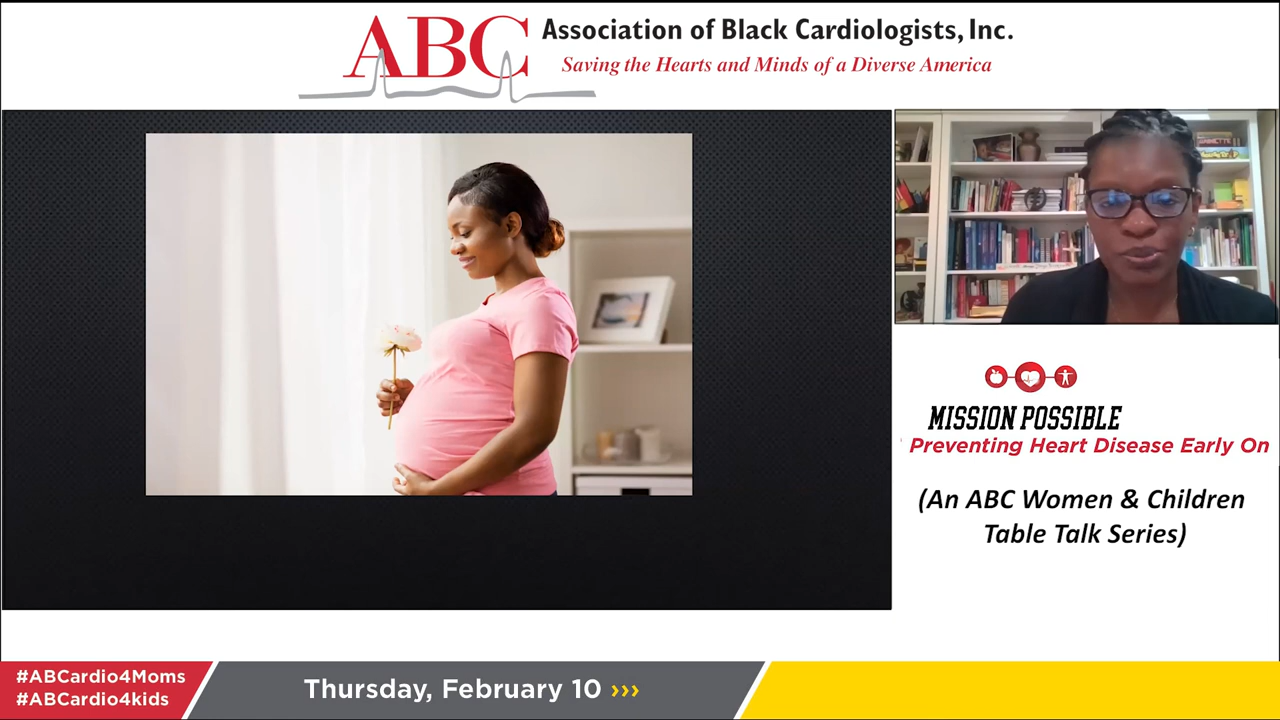 ABC
Association of Black Cardiologists, Inc.
Saving the Hearts and Minds of a Diverse America
MISSION POSSIBLE
Preventing Heart Disease Early On
(An ABC Women & Children
Table Talk Series)
#ABCardio4Moms
#ABCardio4kids
Thursday, February 10 ›››